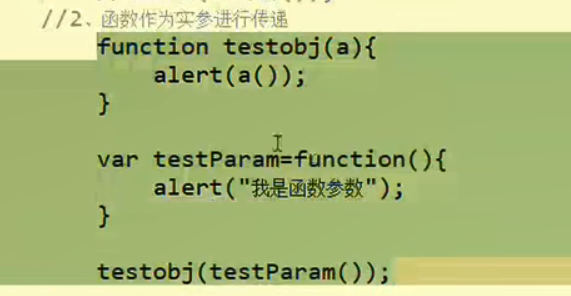 //2、函数作为实参进行传递
function testobj(a){
alert(a());
}
var testParam=function(){
alert("我是函数参数");
}
testobj(testParam());